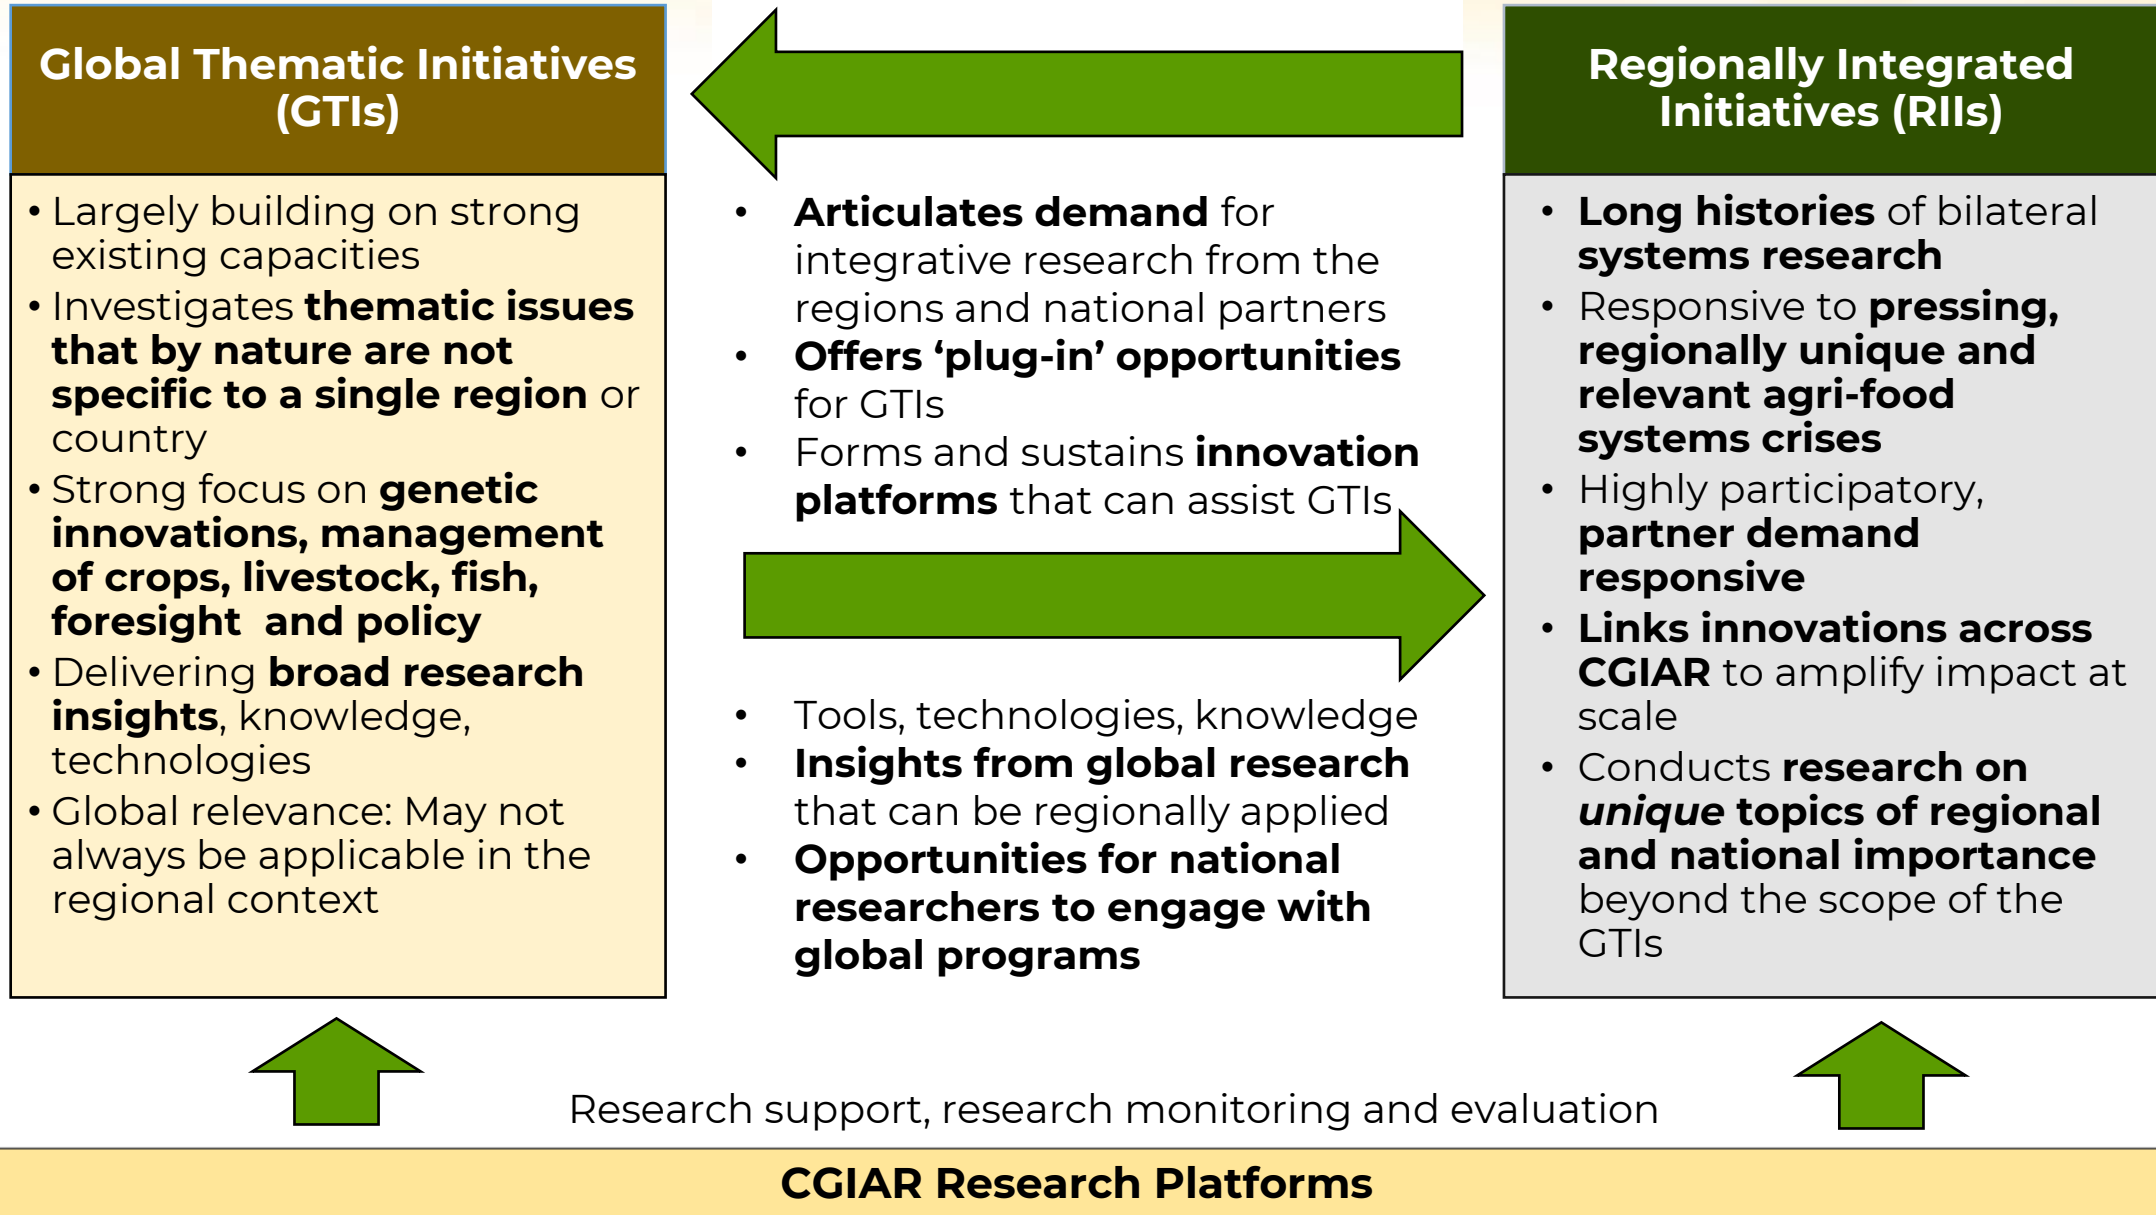 Global Thematic Initiatives
(GTIs)
• Largely building on strong
existing capacities
• Investigates thematic issues
that by nature are not
specific to a single region or
country
• Strong focus on genetic
innovations, management
of crops, livestock, fish,
foresight  and policy
• Delivering broad research
insights, knowledge,
technologies
• Global relevance: May not
always be applicable in the
regional context
• Articulates demand for
integrative research from the
regions and national partners
• Offers ‘plug-in’ opportunities
for GTIs
• Forms and sustains innovation
platforms that can assist GTIs
• Tools, technologies, knowledge
• Insights from global research
that can be regionally applied
• Opportunities for national
researchers to engage with
global programs
Regionally Integrated
Initiatives (RIIs)
• Long histories of bilateral
systems research
• Responsive to pressing,
regionally unique and
relevant agri-food
systems crises
• Highly participatory,
partner demand
responsive
• Links innovations across
CGIAR to amplify impact at
scale
• Conducts research on
unique topics of regional
and national importance
beyond the scope of the
GTIs
Research support, research monitoring and evaluation
CGIAR Research Platforms